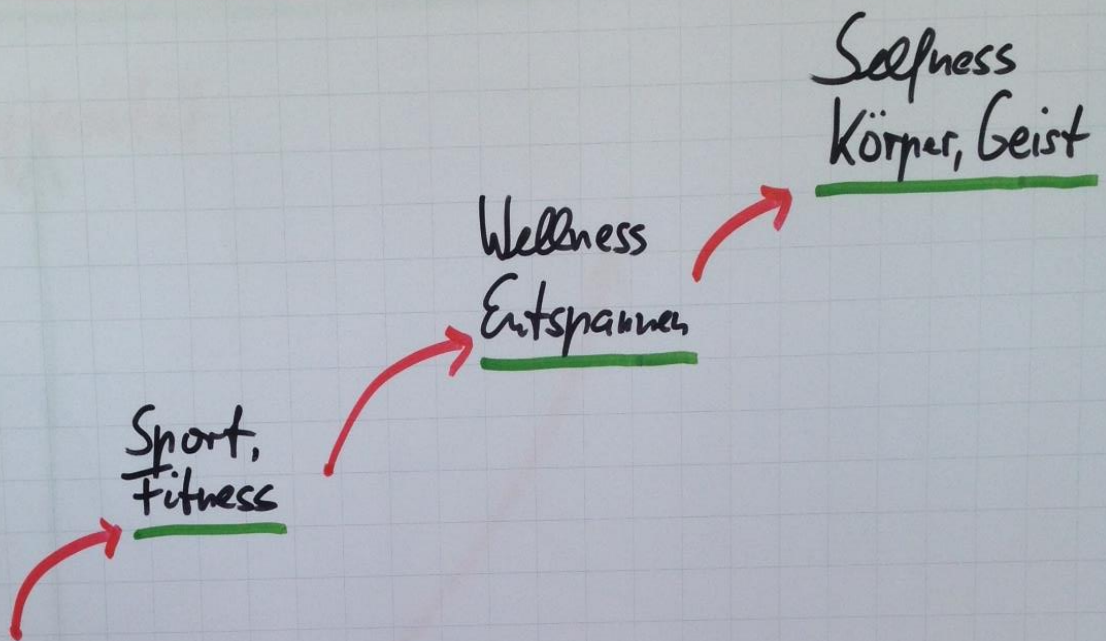 Selfness
Körper, Geist
Wellness
Entspannen
Sport,
Fitness